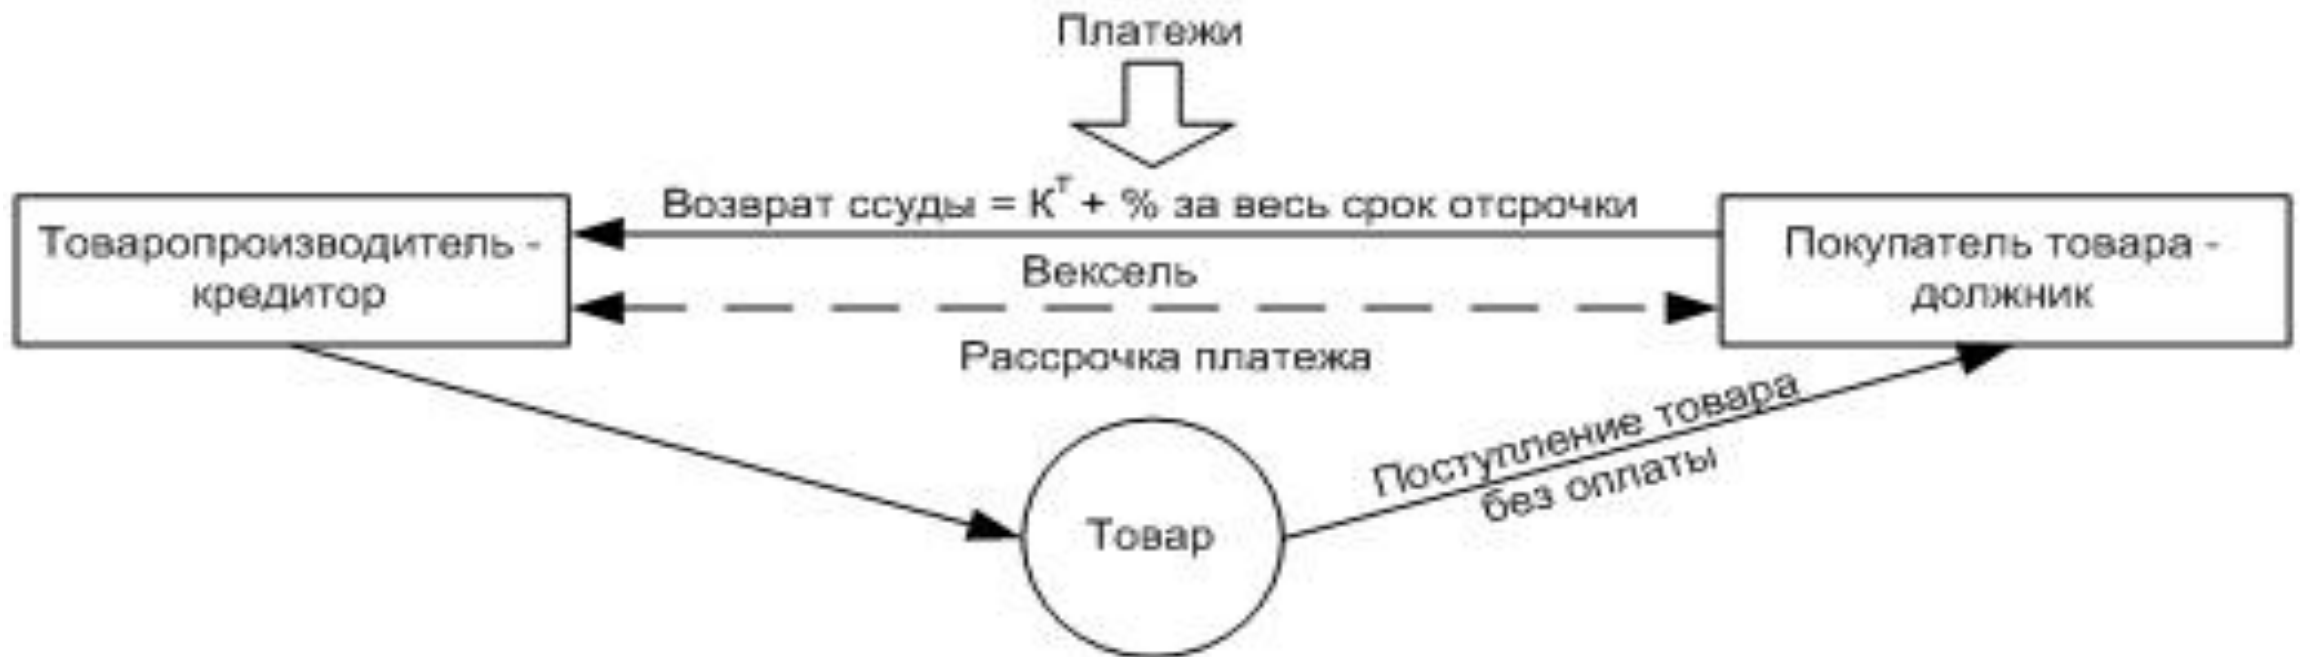 Платежи
Возврат ссуды = Кᵀ + % за весь срок отсрочки
Товаропроизводитель -
кредитор
Вексель
Покупатель товара -
должник
Рассрочка платежа
Поступление товара
без оплаты
Товар